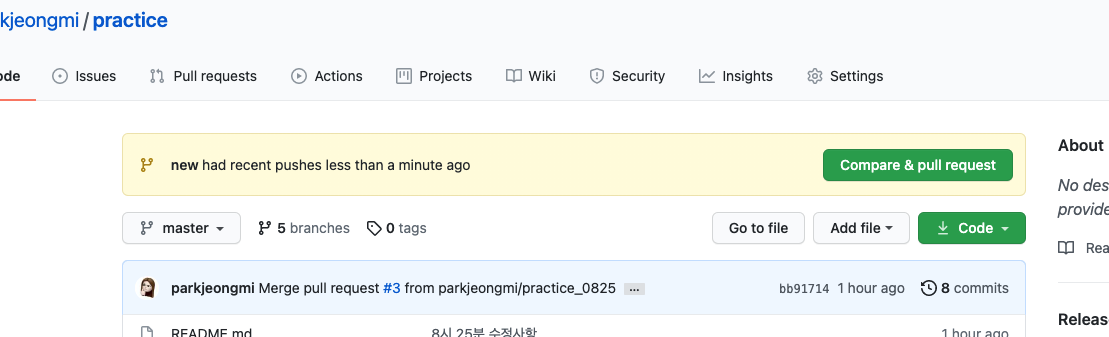 kjeongmi / practice
ode Issues Pull requests Actions Projects Wiki Security Insights Settings
new had recent pushes less than a minute ago Compare & pull request
About
No des
provide
master 5 branches 0 tags Go to file Add file Code
Rea
parkjeongmi Merge pull request #3 from parkjeongmi/practice_0825 ... bb91714 1 hour ago 8 commits
Releas
README.md 8시 25분 수정사항 1 hour ago